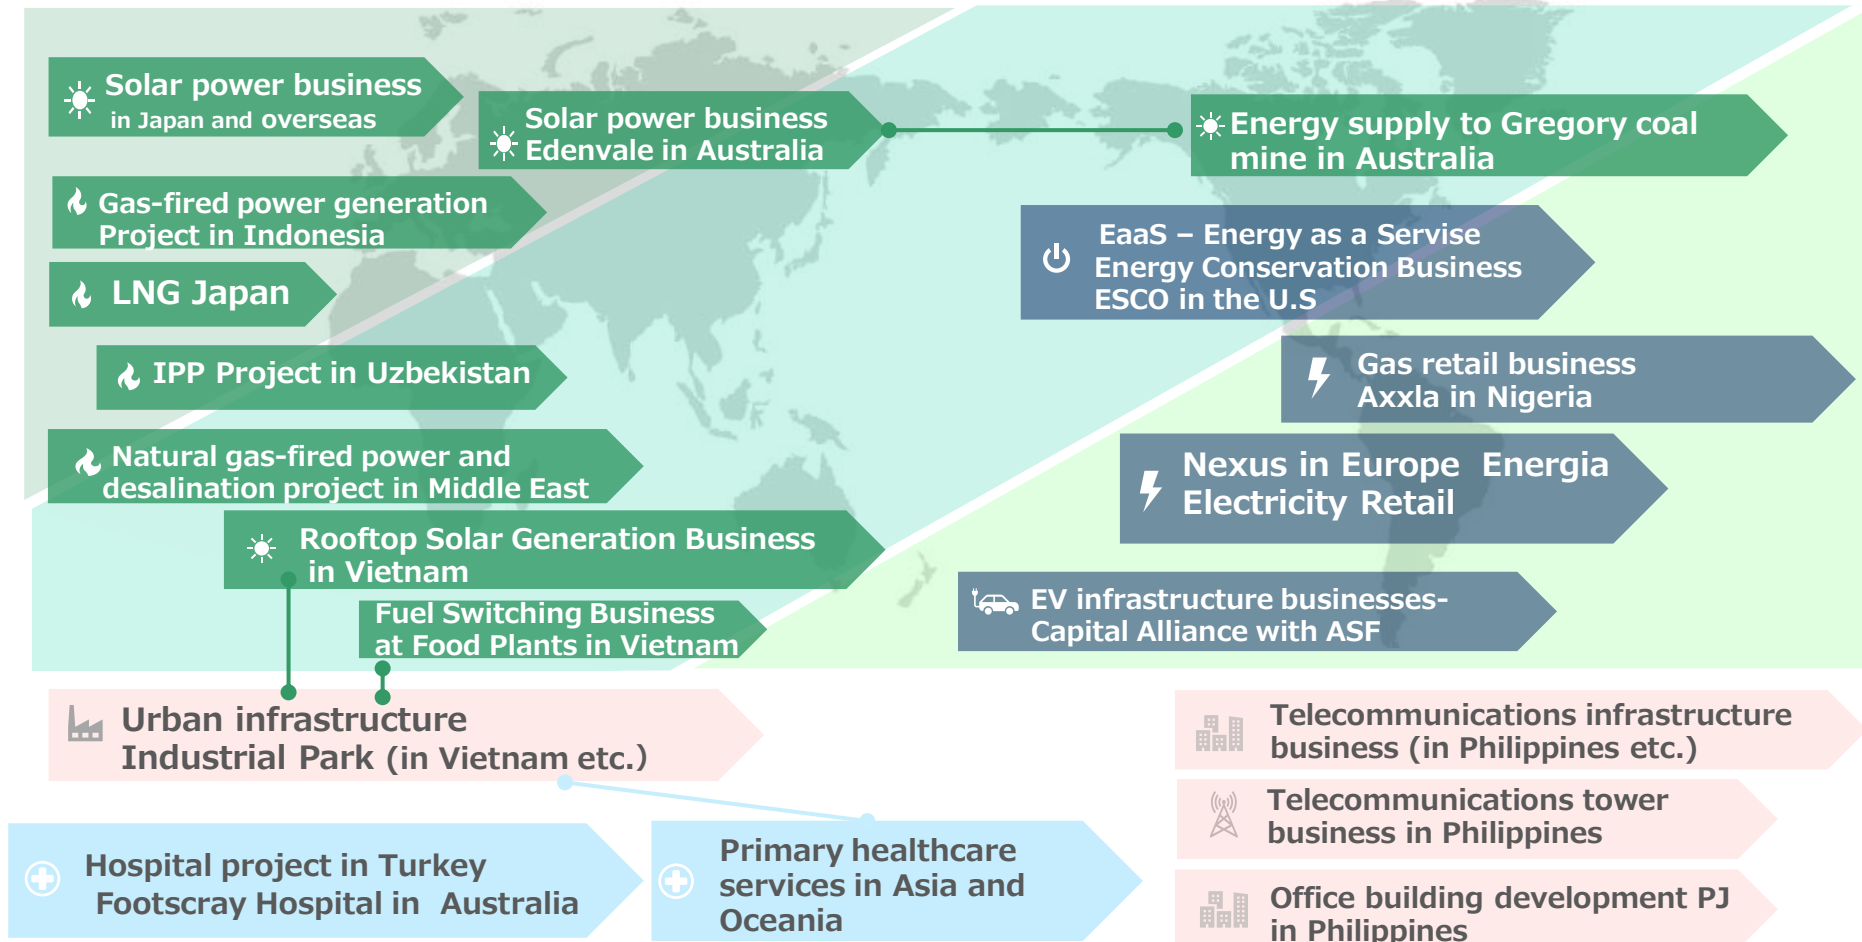 Solar power business
in Japan and overseas
Solar power business
Edenvale in Australia
Energy supply to Gregory coal
mine in Australia
Gas-fired power generation
Project in Indonesia
EaaS – Energy as a Servise
Energy Conservation Business
ESCO in the U.S
LNG Japan
IPP Project in Uzbekistan
Gas retail business
Axxla in Nigeria
Natural gas-fired power and
desalination project in Middle East
Nexus in Europe Energia
Electricity Retail
Rooftop Solar Generation Business
in Vietnam
Fuel Switching Business
at Food Plants in Vietnam
EV infrastructure businesses-
Capital Alliance with ASF
Urban infrastructure
Industrial Park (in Vietnam etc.)
Telecommunications infrastructure
business (in Philippines etc.)
Telecommunications tower
business in Philippines
Hospital project in Turkey
Footscray Hospital in Australia
Primary healthcare
services in Asia and
Oceania
Office building development PJ
in Philippines